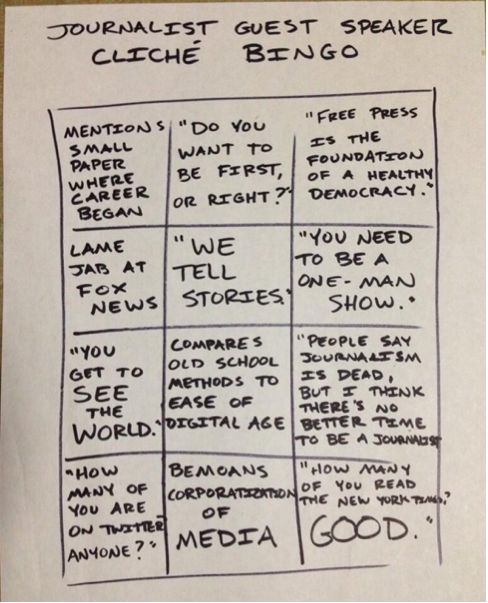 JOURNALIST GUEST SPEAKER
CLICHÉ BINGO
MENTIONS
SMALL
PAPER
WHERE
CAREER
BEGAN
"DO YOU
WANT TO
BE FIRST,
OR RIGHT?"
"FREE PRESS
IS THE
FOUNDATION
OF A HEALTHY
DEMOCRACY."
LAME
JAB AT
FOX
NEWS
"WE
TELL
STORIES."
"YOU NEED
TO BE A
ONE-MAN
SHOW."
"YOU
GET TO
SEE
THE
WORLD."
COMPARES
OLD SCHOOL
METHODS TO
EASE OF
DIGITAL AGE
"PEOPLE SAY
JOURNALISM
IS DEAD,
BUT I THINK
THERE'S NO
BETTER TIME
TO BE A JOURNALIST
"HOW
MANY OF
YOU ARE
ON TWITTER
ANYONE?"
BEMOANS
CORPORATIZATION
OF
MEDIA
"HOW MANY
OF YOU READ
THE NEW YORK TIMES?
GOOD."